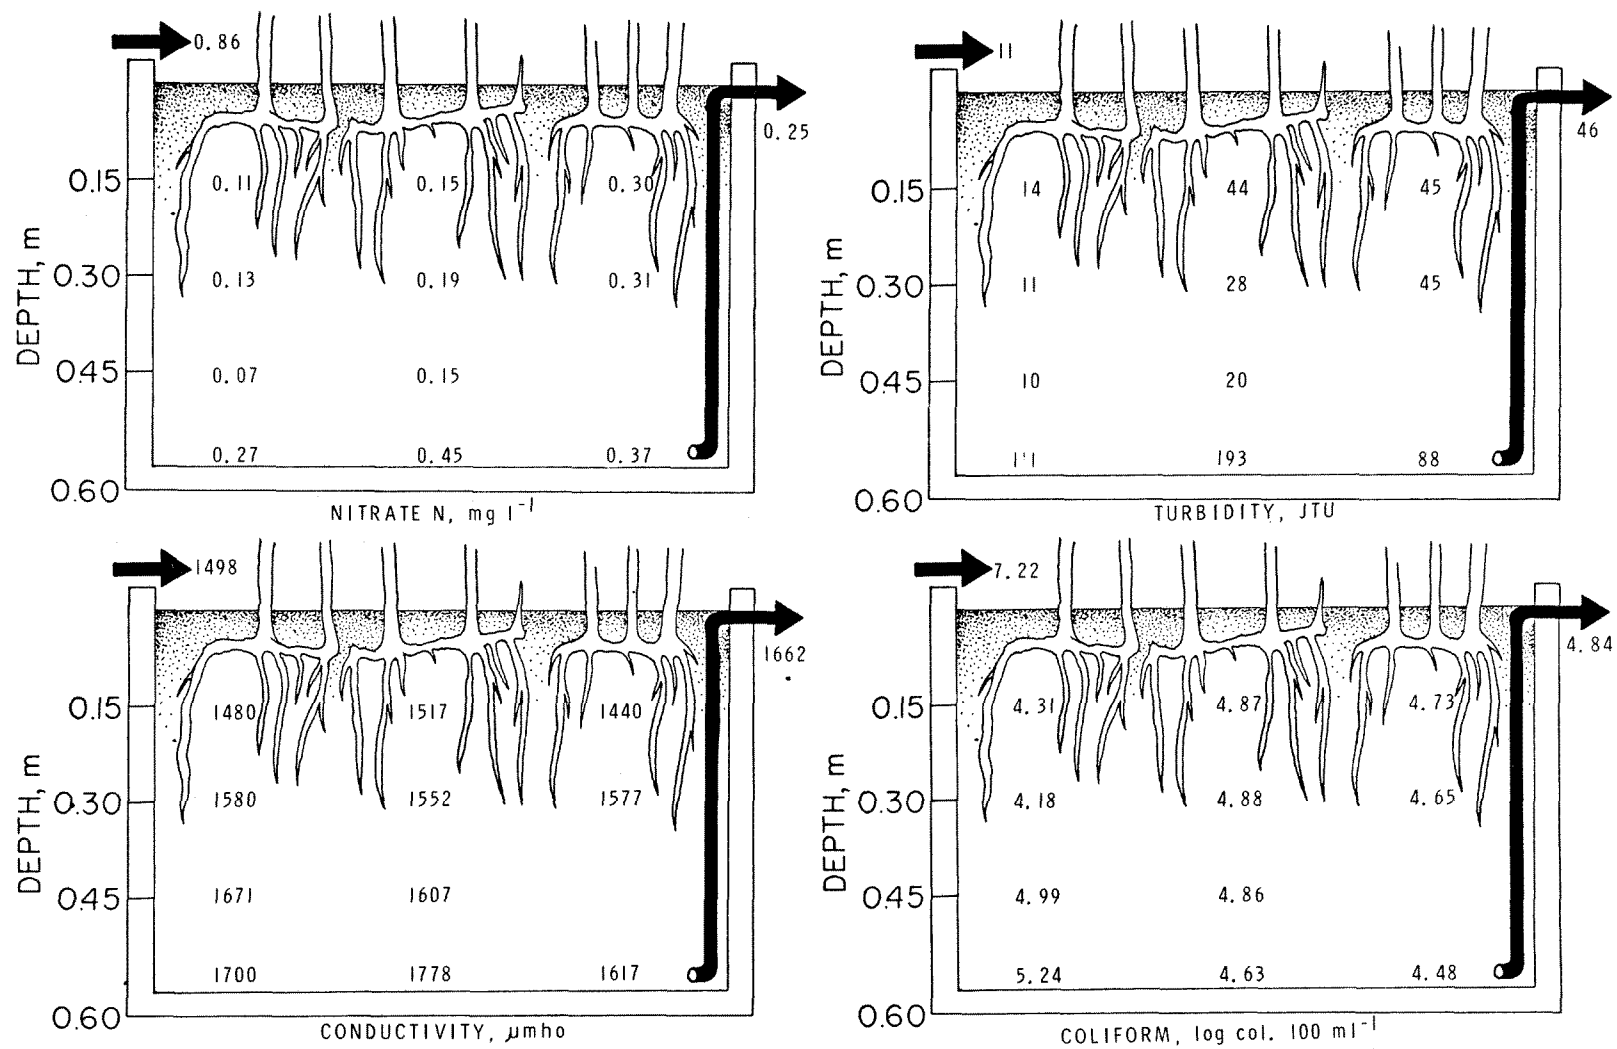 0.86
0.25
DEPTH, m
0.15
0.11 0.15 0.30
0.30
0.13 0.19 0.31
0.45
0.07 0.15
0.27 0.45 0.37
0.60
NITRATE N, mg l⁻¹
11
46
DEPTH, m
0.15
14 44 45
0.30
11 28 45
0.45
10 20
193 88
0.60
TURBIDITY, JTU
1498
1662
DEPTH, m
0.15
1480 1517 1440
0.30
1580 1552 1577
0.45
1671 1607
1700 1778 1617
0.60
CONDUCTIVITY, µmho
7.22
4.84
DEPTH, m
0.15
4.31 4.87 4.73
0.30
4.18 4.88 4.65
0.45
4.99 4.86
5.24 4.63 4.48
0.60
COLIFORM, log col. 100 ml⁻¹